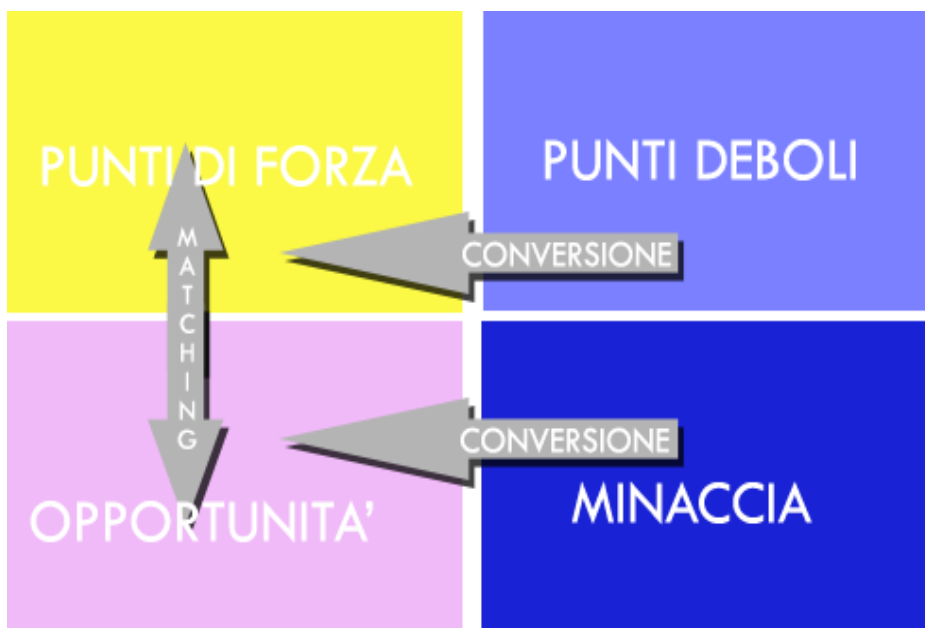 PUNTI DI FORZA
PUNTI DEBOLI
MATCHING
CONVERSIONE
CONVERSIONE
OPPORTUNITA'
MINACCIA